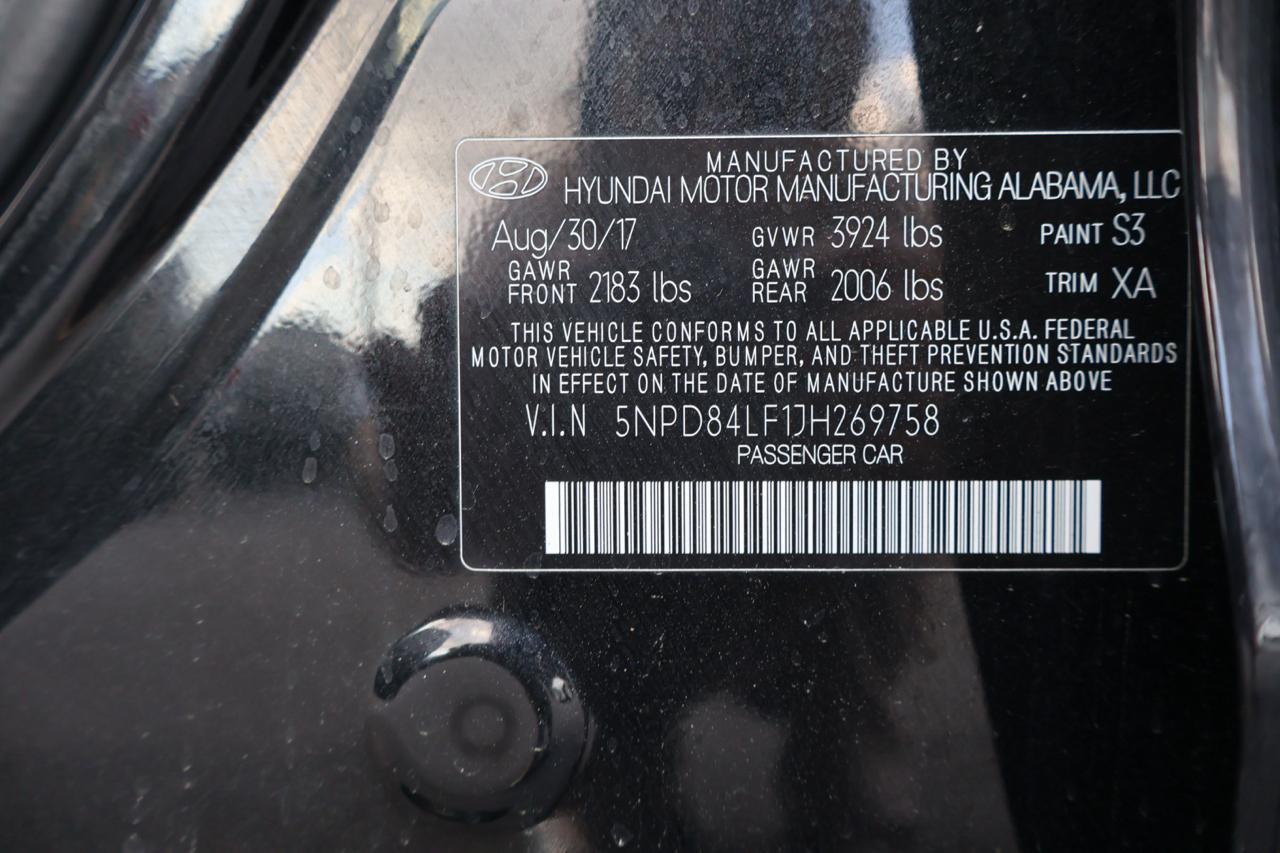 MANUFACTURED BY
HYUNDAI MOTOR MANUFACTURING ALABAMA, LLC
Aug/30/17 GVWR 3924 lbs PAINT S3
GAWR FRONT 2183 lbs GAWR REAR 2006 lbs TRIM XA
THIS VEHICLE CONFORMS TO ALL APPLICABLE U.S.A. FEDERAL
MOTOR VEHICLE SAFETY, BUMPER, AND THEFT PREVENTION STANDARDS
IN EFFECT ON THE DATE OF MANUFACTURE SHOWN ABOVE
V.I.N 5NPD84LF1JH269758
PASSENGER CAR